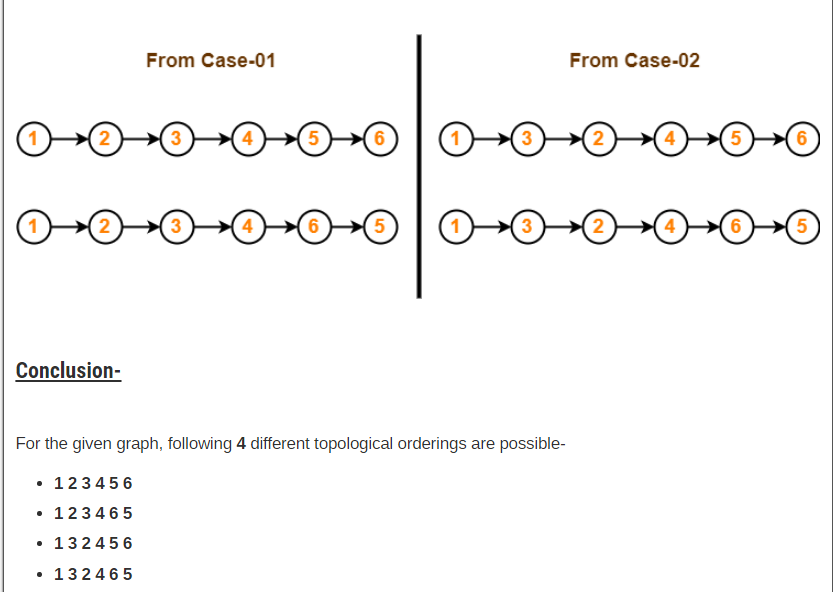 From Case-01
1 2 3 4 5 6
1 2 3 4 6 5
From Case-02
1 3 2 4 5 6
1 3 2 4 6 5
Conclusion-
For the given graph, following 4 different topological orderings are possible-
• 1 2 3 4 5 6
• 1 2 3 4 6 5
• 1 3 2 4 5 6
• 1 3 2 4 6 5